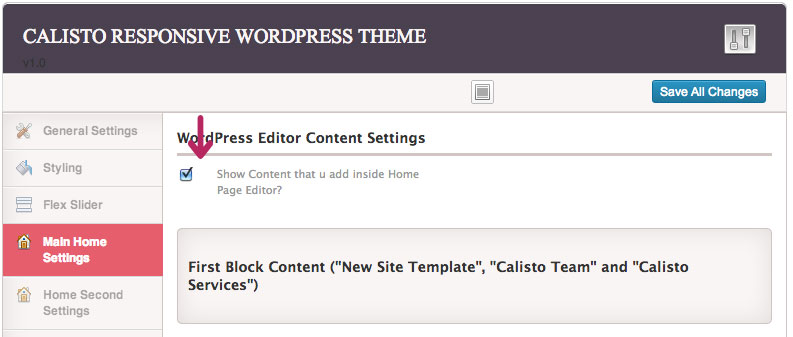 CALISTO RESPONSIVE WORDPRESS THEME
v1.0
Save All Changes
General Settings
Styling
Flex Slider
Main Home
Settings
Home Second
Settings
WordPress Editor Content Settings
Show Content that u add inside Home
Page Editor?
First Block Content ("New Site Template", "Calisto Team" and "Calisto
Services")